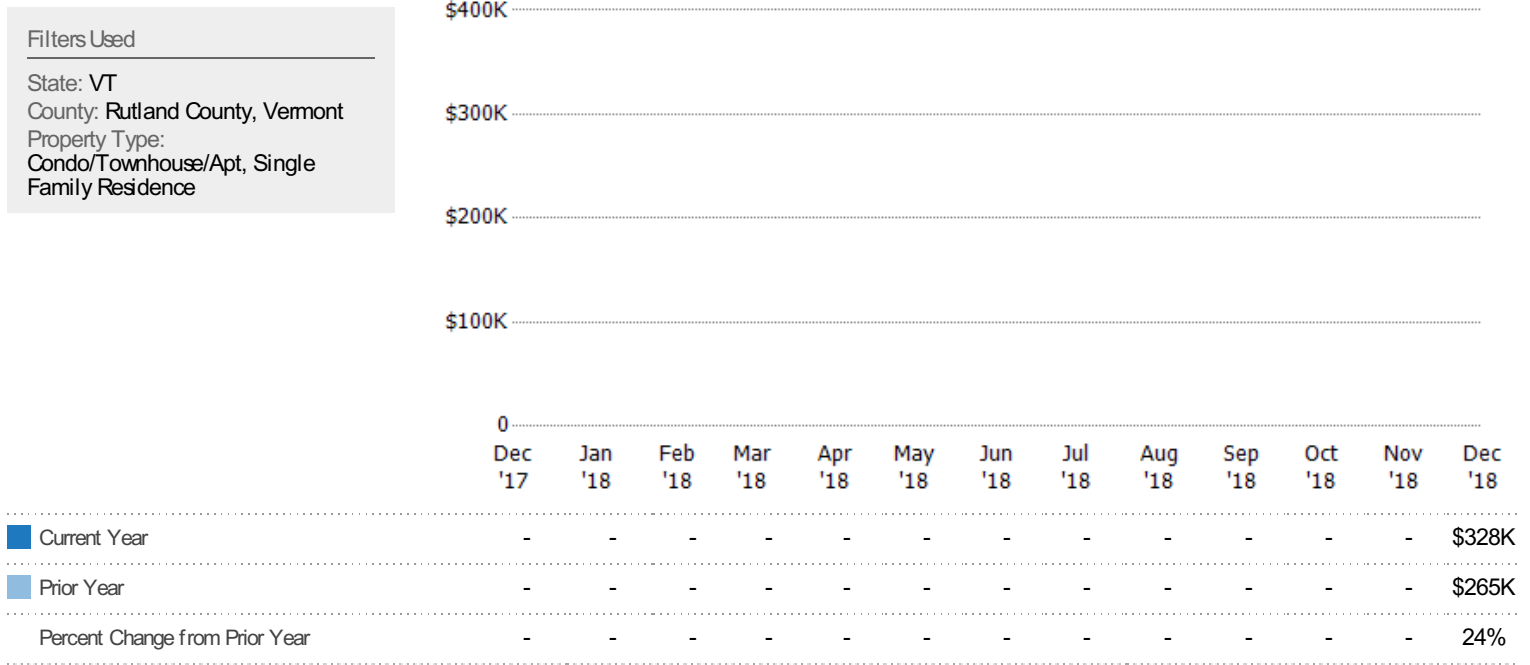 Filters Used
State: VT
County: Rutland County, Vermont
Property Type:
Condo/Townhouse/Apt, Single
Family Residence
$400K
$300K
$200K
$100K
0
Dec '17 Jan '18 Feb '18 Mar '18 Apr '18 May '18 Jun '18 Jul '18 Aug '18 Sep '18 Oct '18 Nov '18 Dec '18
Current Year - - - - - - - - - - - - $328K
Prior Year - - - - - - - - - - - - $265K
Percent Change from Prior Year - - - - - - - - - - - - 24%